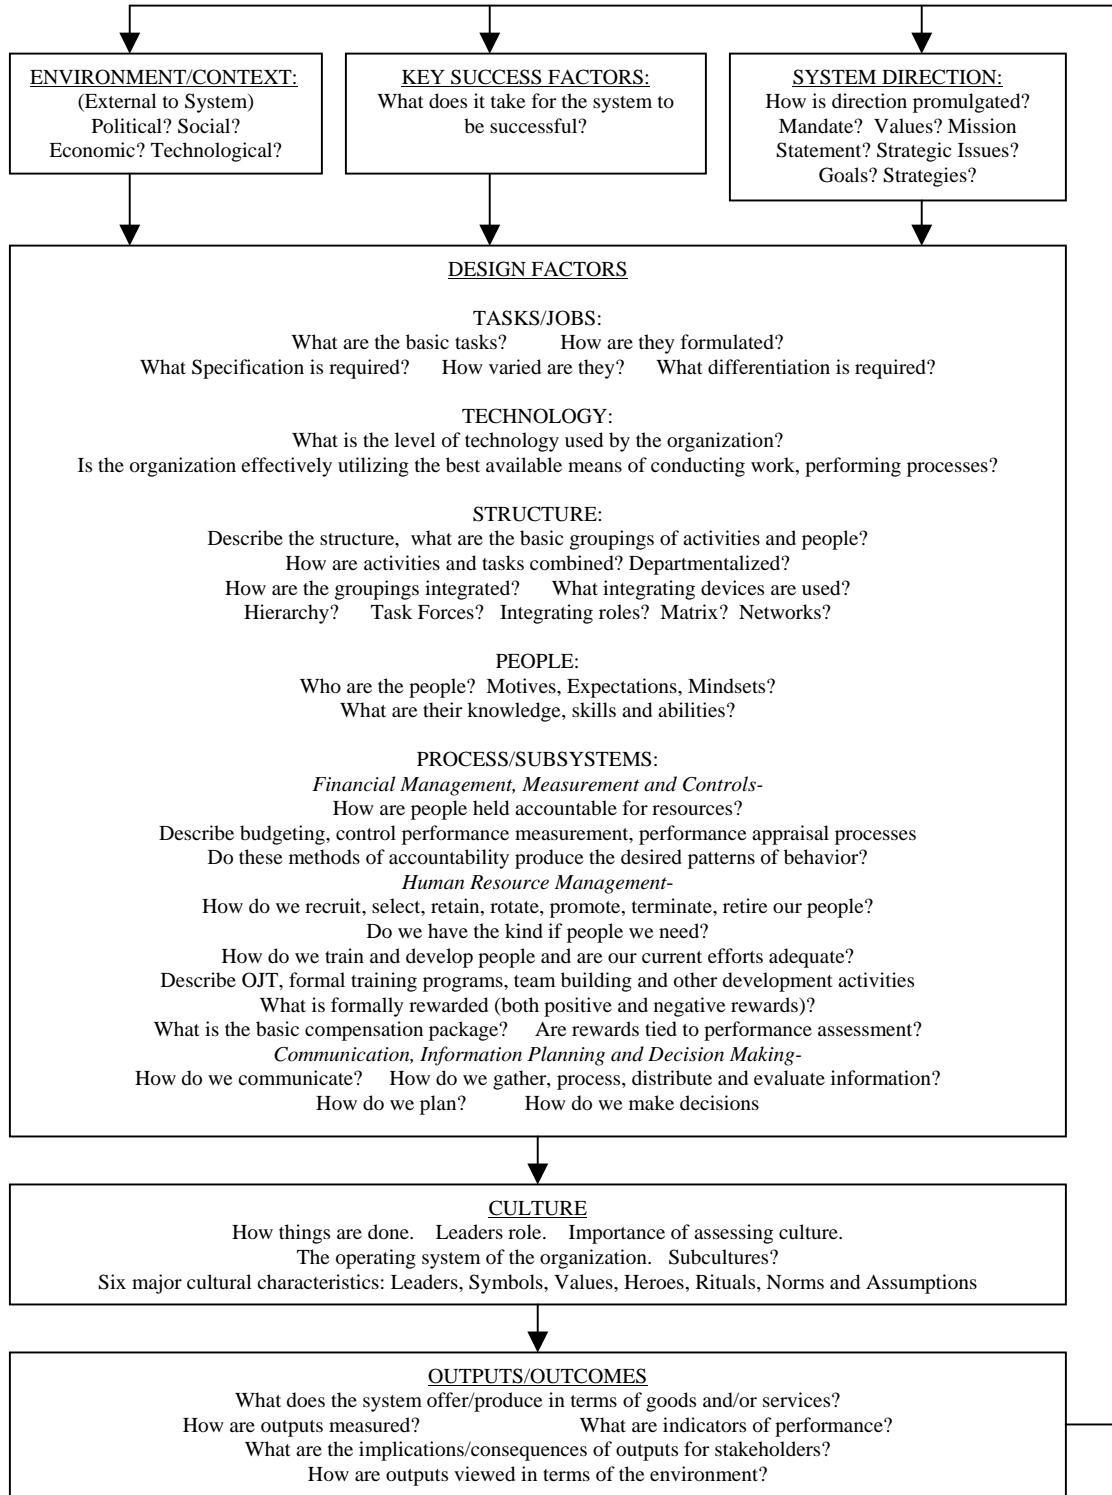 ENVIRONMENT/CONTEXT:
(External to System)
Political? Social?
Economic? Technological?
KEY SUCCESS FACTORS:
What does it take for the system to
be successful?
SYSTEM DIRECTION:
How is direction promulgated?
Mandate? Values? Mission
Statement? Strategic Issues?
Goals? Strategies?
DESIGN FACTORS
TASKS/JOBS:
What are the basic tasks? How are they formulated?
What Specification is required? How varied are they? What differentiation is required?
TECHNOLOGY:
What is the level of technology used by the organization?
Is the organization effectively utilizing the best available means of conducting work, performing processes?
STRUCTURE:
Describe the structure, what are the basic groupings of activities and people?
How are activities and tasks combined? Departmentalized?
How are the groupings integrated? What integrating devices are used?
Hierarchy? Task Forces? Integrating roles? Matrix? Networks?
PEOPLE:
Who are the people? Motives, Expectations, Mindsets?
What are their knowledge, skills and abilities?
PROCESS/SUBSYSTEMS:
Financial Management, Measurement and Controls-
How are people held accountable for resources?
Describe budgeting, control performance measurement, performance appraisal processes
Do these methods of accountability produce the desired patterns of behavior?
Human Resource Management-
How do we recruit, select, retain, rotate, promote, terminate, retire our people?
Do we have the kind if people we need?
How do we train and develop people and are our current efforts adequate?
Describe OJT, formal training programs, team building and other development activities
What is formally rewarded (both positive and negative rewards)?
What is the basic compensation package? Are rewards tied to performance assessment?
Communication, Information Planning and Decision Making-
How do we communicate? How do we gather, process, distribute and evaluate information?
How do we plan? How do we make decisions
CULTURE
How things are done. Leaders role. Importance of assessing culture.
The operating system of the organization. Subcultures?
Six major cultural characteristics: Leaders, Symbols, Values, Heroes, Rituals, Norms and Assumptions
OUTPUTS/OUTCOMES
What does the system offer/produce in terms of goods and/or services?
How are outputs measured? What are indicators of performance?
What are the implications/consequences of outputs for stakeholders?
How are outputs viewed in terms of the environment?